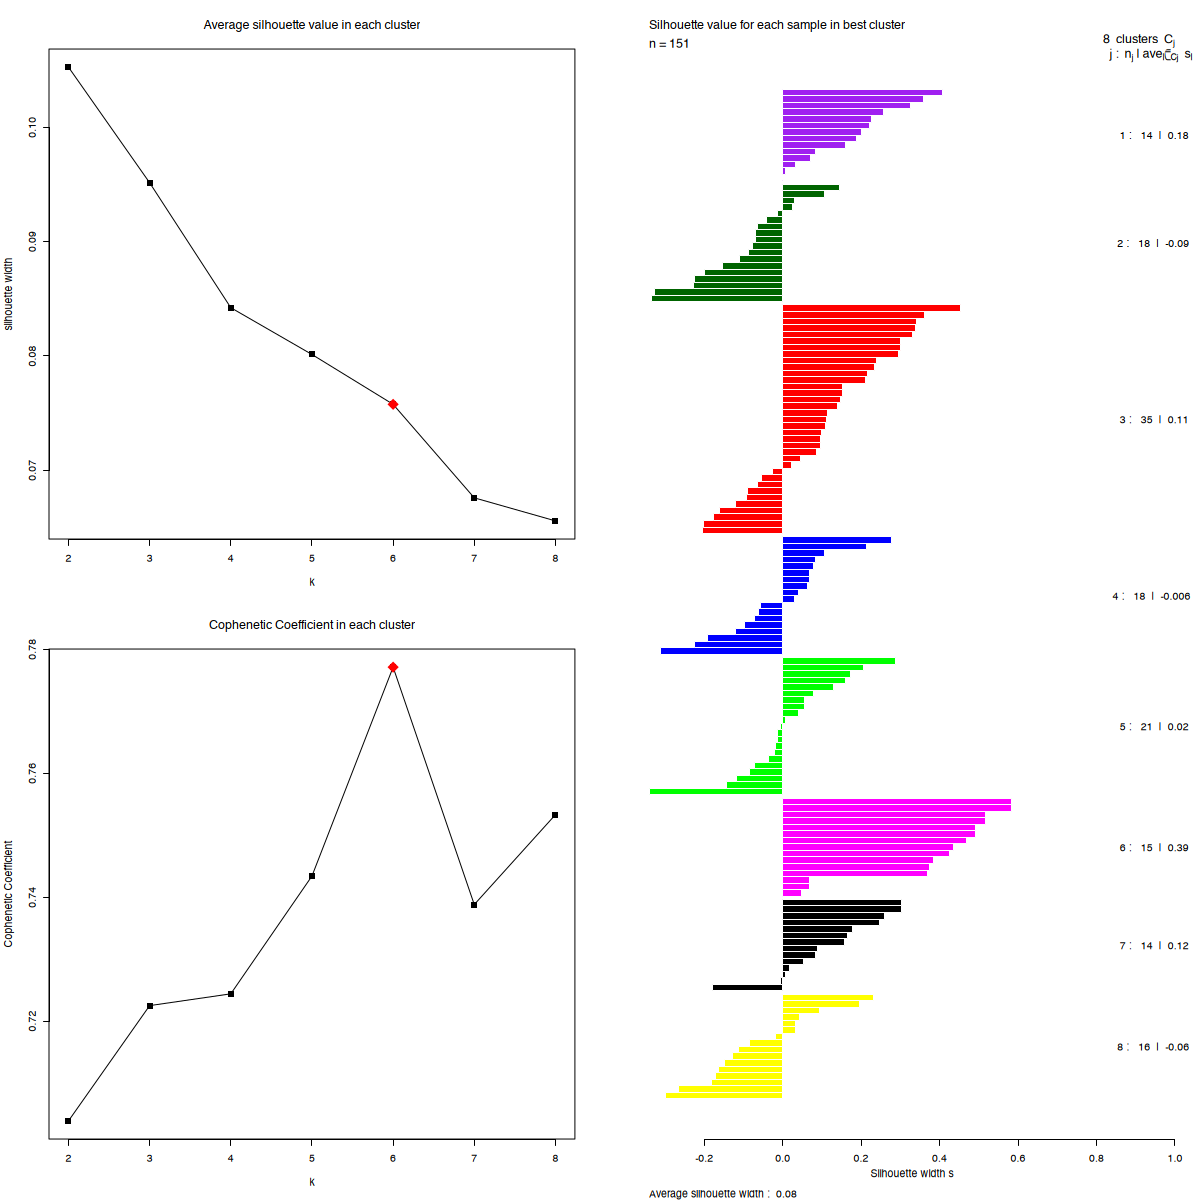 Average silhouette value in each cluster
silhouette width
0.10
0.09
0.08
0.07
2 3 4 5 6 7 8
k
Cophenetic Coefficient in each cluster
Cophenetic Coefficient
0.78
0.76
0.74
0.72
2 3 4 5 6 7 8
k
Silhouette value for each sample in best cluster
n = 151
8 clusters Cj
j : nj | avei∈Cj si
1 : 14 | 0.18
2 : 18 | -0.09
3 : 35 | 0.11
4 : 18 | -0.006
5 : 21 | 0.02
6 : 15 | 0.39
7 : 14 | 0.12
8 : 16 | -0.06
-0.2 0.0 0.2 0.4 0.6 0.8 1.0
Silhouette width s
Average silhouette width : 0.08